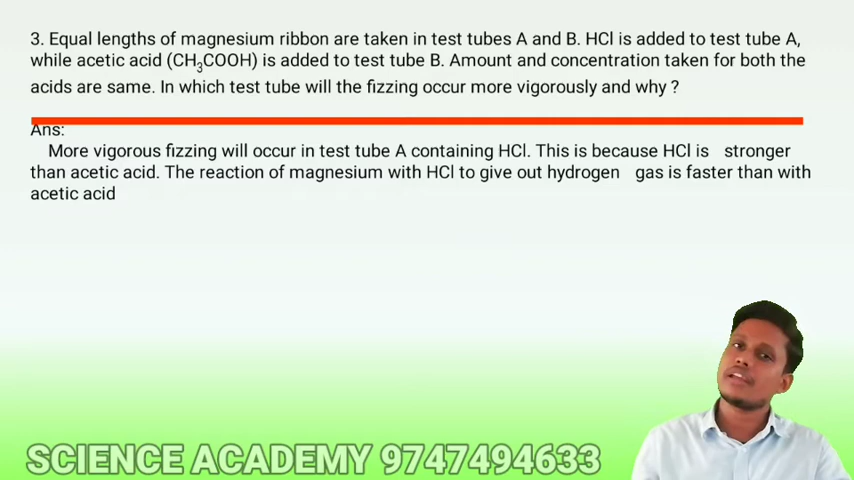 3. Equal lengths of magnesium ribbon are taken in test tubes A and B. HCl is added to test tube A,
while acetic acid (CH₃COOH) is added to test tube B. Amount and concentration taken for both the
acids are same. In which test tube will the fizzing occur more vigorously and why ?
Ans:
More vigorous fizzing will occur in test tube A containing HCl. This is because HCl is stronger
than acetic acid. The reaction of magnesium with HCl to give out hydrogen gas is faster than with
acetic acid
SCIENCE ACADEMY 9747494633